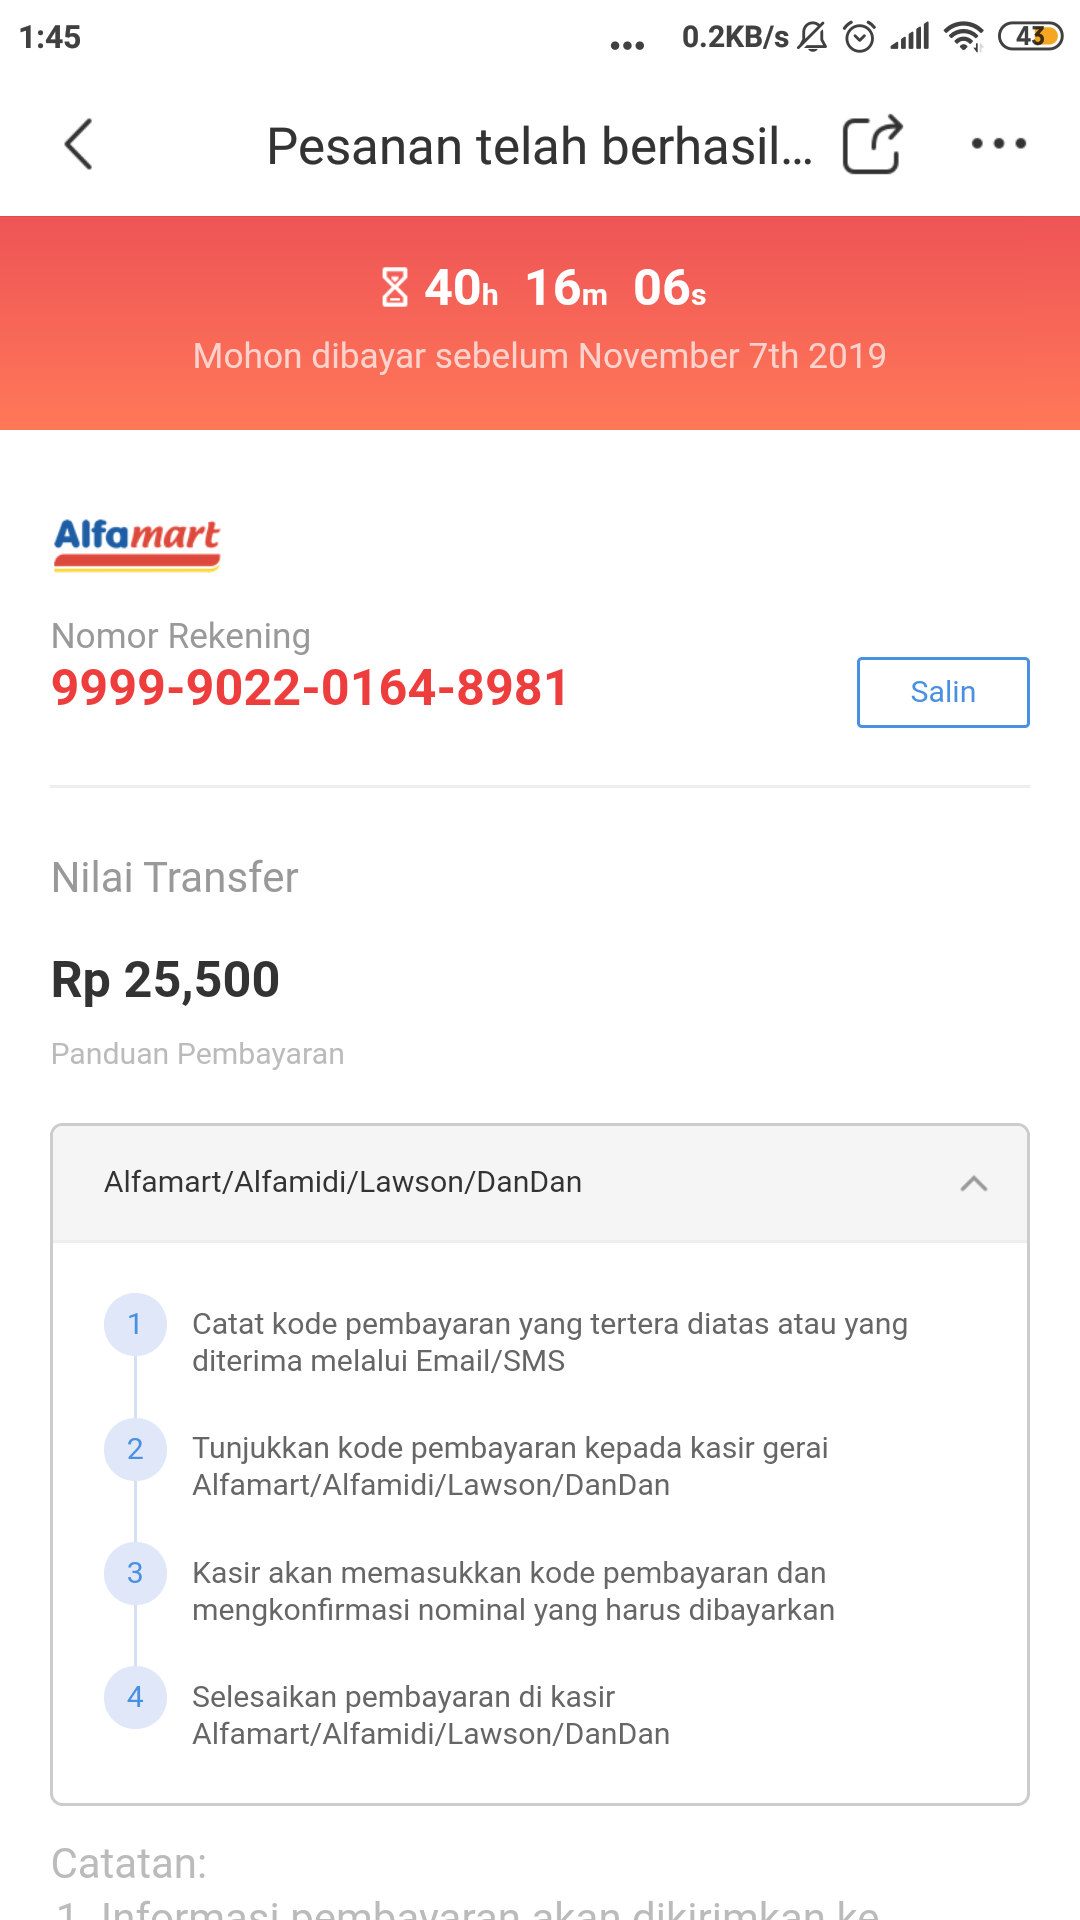 1:45
... 0.2KB/s 43
Pesanan telah berhasil...
40h 16m 06s
Mohon dibayar sebelum November 7th 2019
Alfamart
Nomor Rekening
9999-9022-0164-8981
Salin
Nilai Transfer
Rp 25,500
Panduan Pembayaran
Alfamart/Alfamidi/Lawson/DanDan
1 Catat kode pembayaran yang tertera diatas atau yang
diterima melalui Email/SMS
2 Tunjukkan kode pembayaran kepada kasir gerai
Alfamart/Alfamidi/Lawson/DanDan
3 Kasir akan memasukkan kode pembayaran dan
mengkonfirmasi nominal yang harus dibayarkan
4 Selesaikan pembayaran di kasir
Alfamart/Alfamidi/Lawson/DanDan
Catatan:
1. Informasi pembayaran akan dikirimkan ke